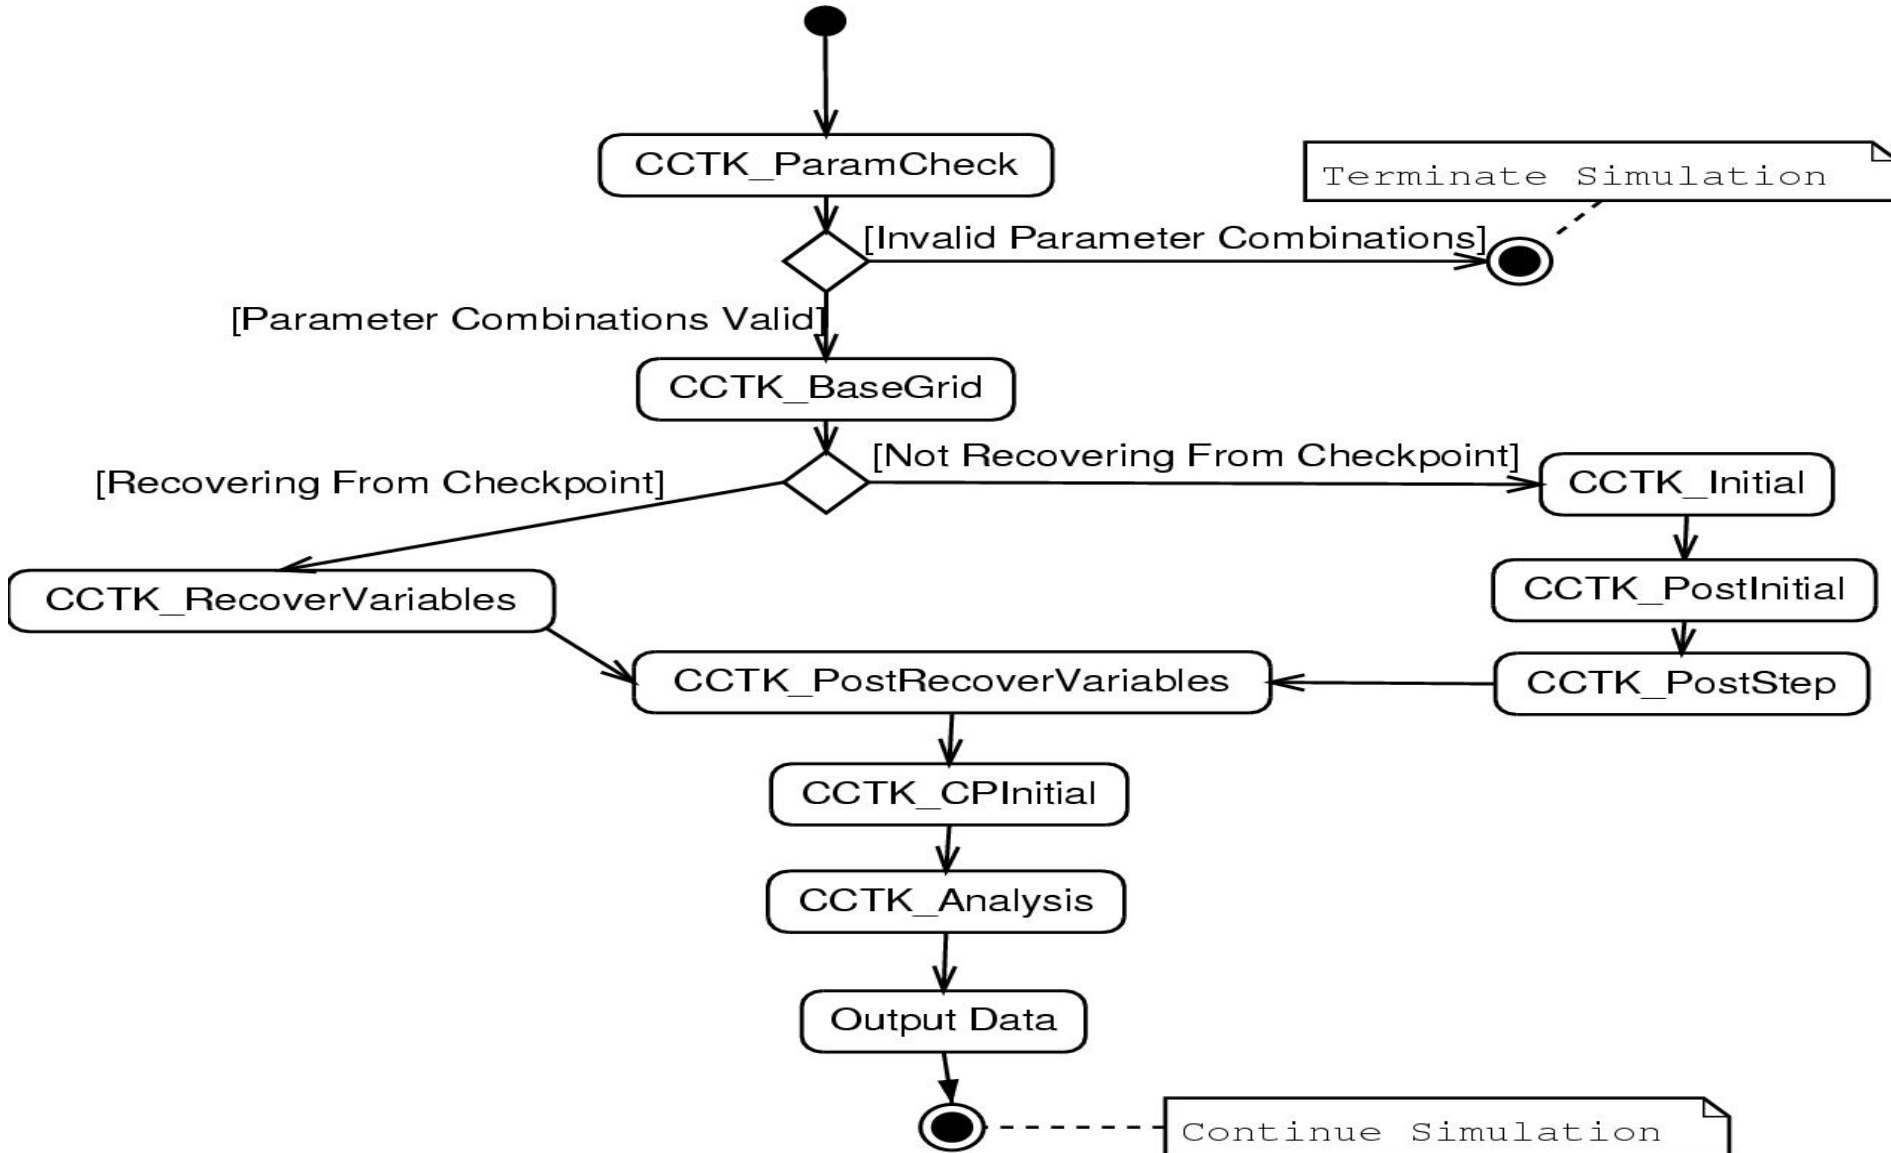 CCTK_ParamCheck
Terminate Simulation
[Invalid Parameter Combinations]
[Parameter Combinations Valid]
CCTK_BaseGrid
[Not Recovering From Checkpoint]
[Recovering From Checkpoint]
CCTK_Initial
CCTK_PostInitial
CCTK_RecoverVariables
CCTK_PostRecoverVariables
CCTK_PostStep
CCTK_CPInitial
CCTK_Analysis
Output Data
Continue Simulation